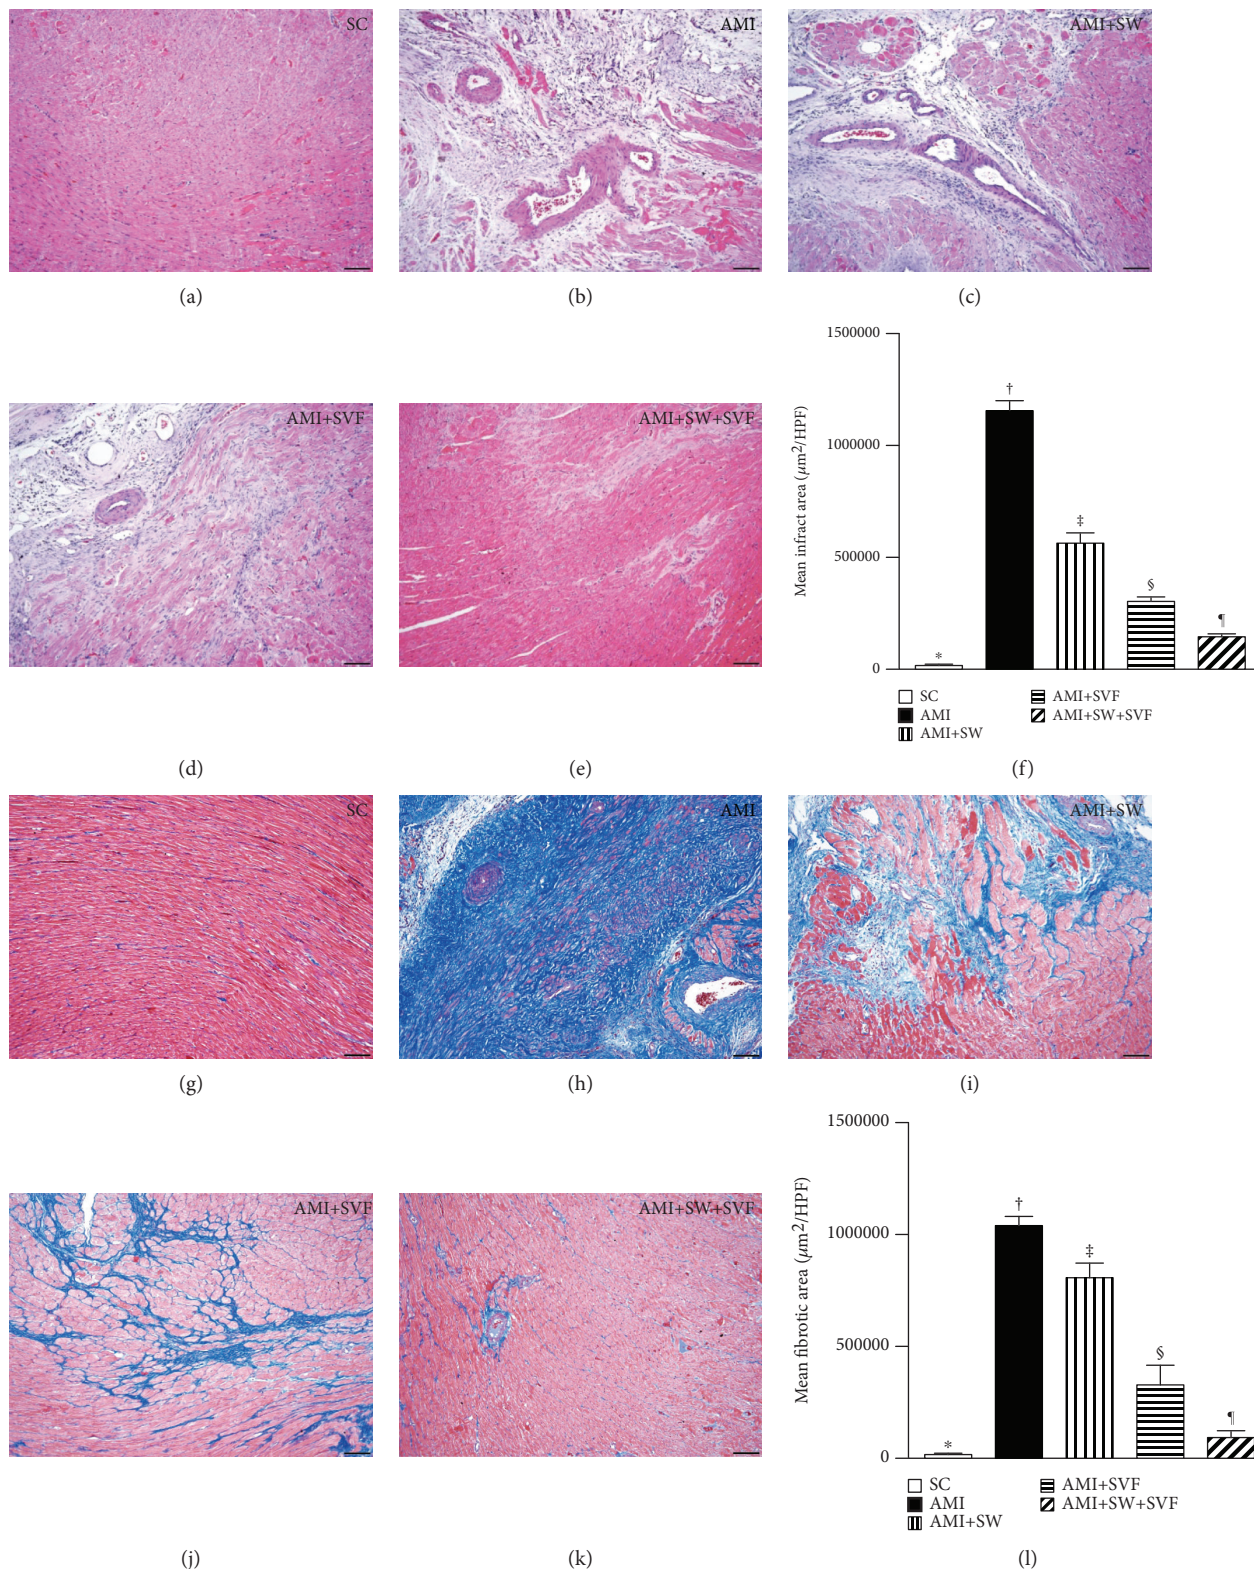 SC
AMI
AMI+SW
(a)
(b)
(c)
AMI+SVF
AMI+SW+SVF
1500000
1000000
500000
0
Mean infract area (μm²/HPF)
*
†
‡
§
¶
SC
AMI
AMI+SW
AMI+SVF
AMI+SW+SVF
(d)
(e)
(f)
SC
AMI
AMI+SW
(g)
(h)
(i)
AMI+SVF
AMI+SW+SVF
1500000
1000000
500000
0
Mean fibrotic area (μm²/HPF)
*
†
‡
§
¶
SC
AMI
AMI+SW
AMI+SVF
AMI+SW+SVF
(j)
(k)
(l)